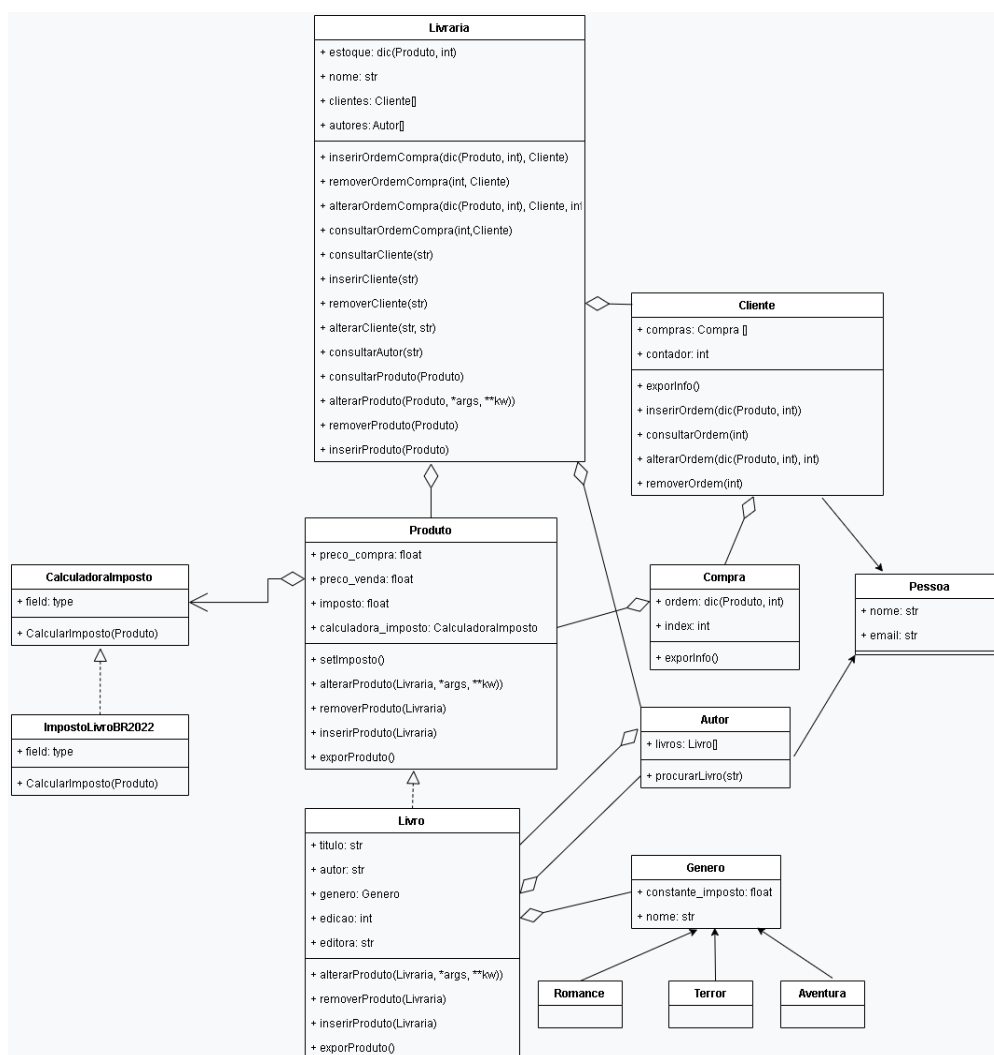 Livraria
+ estoque: dic(Produto, int)
+ nome: str
+ clientes: Cliente[]
+ autores: Autor[]
+ inserirOrdemCompra(dic(Produto, int), Cliente)
+ removerOrdemCompra(int, Cliente)
+ alterarOrdemCompra(dic(Produto, int), Cliente, int
+ consultarOrdemCompra(int,Cliente)
+ consultarCliente(str)
+ inserirCliente(str)
+ removerCliente(str)
+ alterarCliente(str, str)
+ consultarAutor(str)
+ consultarProduto(Produto)
+ alterarProduto(Produto, *args, **kw))
+ removerProduto(Produto)
+ inserirProduto(Produto)
Cliente
+ compras: Compra []
+ contador: int
+ exporInfo()
+ inserirOrdem(dic(Produto, int))
+ consultarOrdem(int)
+ alterarOrdem(dic(Produto, int), int)
+ removerOrdem(int)
Produto
+ preco_compra: float
+ preco_venda: float
+ imposto: float
+ calculadora_imposto: CalculadoraImposto
+ setImposto()
+ alterarProduto(Livraria, *args, **kw))
+ removerProduto(Livraria)
+ inserirProduto(Livraria)
+ exporProduto()
CalculadoraImposto
+ field: type
+ CalcularImposto(Produto)
Compra
+ ordem: dic(Produto, int)
+ index: int
+ exporInfo()
Pessoa
+ nome: str
+ email: str
ImpostoLivroBR2022
+ field: type
+ CalcularImposto(Produto)
Autor
+ livros: Livro[]
+ procurarLivro(str)
Livro
+ titulo: str
+ autor: str
+ genero: Genero
+ edicao: int
+ editora: str
+ alterarProduto(Livraria, *args, **kw))
+ removerProduto(Livraria)
+ inserirProduto(Livraria)
+ exporProduto()
Genero
+ constante_imposto: float
+ nome: str
Romance
Terror
Aventura